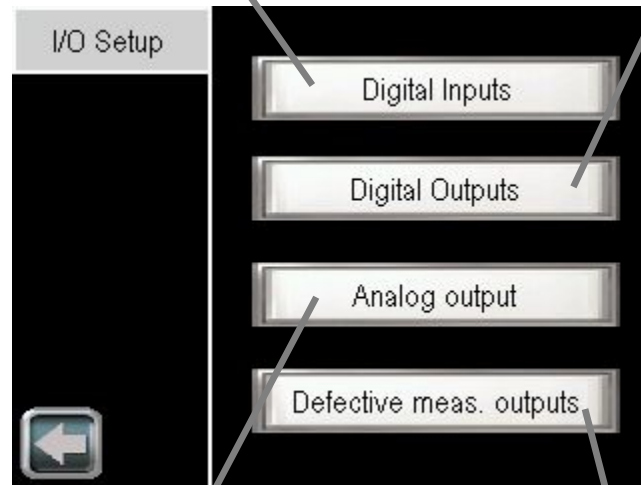 I/O Setup
Digital Inputs
Digital Outputs
Analog output
Defective meas. outputs